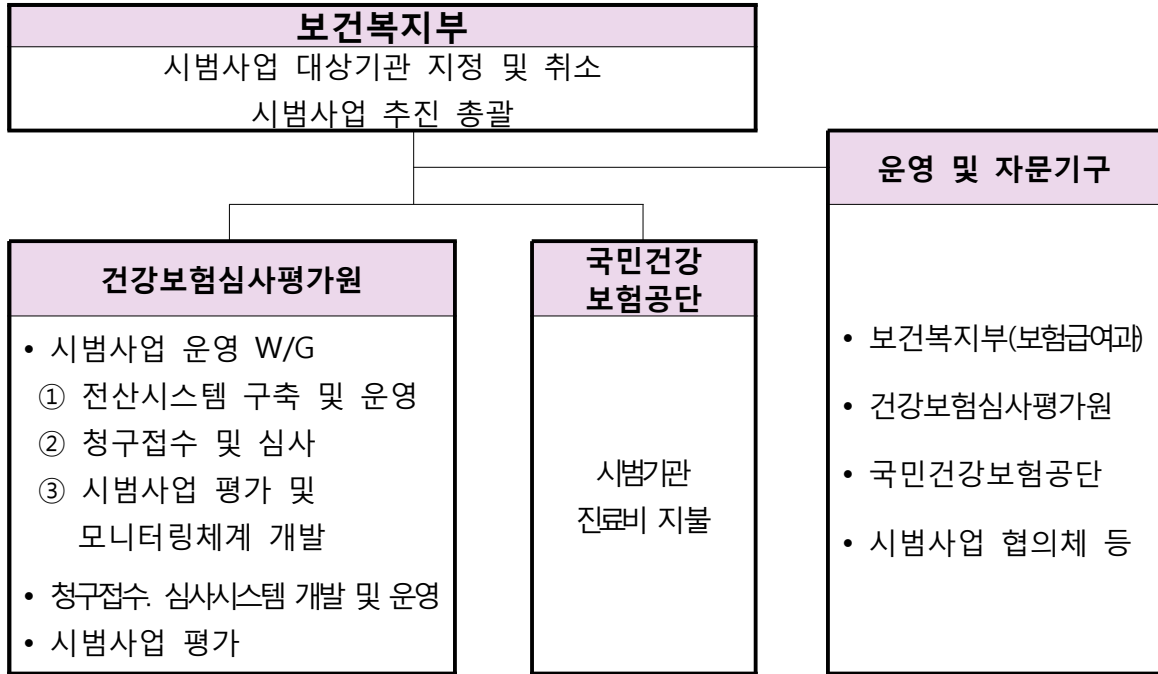 보건복지부
시범사업 대상기관 지정 및 취소
시범사업 추진 총괄
운영 및 자문기구
• 보건복지부(보험급여과)
• 건강보험심사평가원
• 국민건강보험공단
• 시범사업 협의체 등
건강보험심사평가원
• 시범사업 운영 W/G
① 전산시스템 구축 및 운영
② 청구접수 및 심사
③ 시범사업 평가 및
모니터링체계 개발
• 청구접수. 심사시스템 개발 및 운영
• 시범사업 평가
국민건강
보험공단
시범기관
진료비 지불